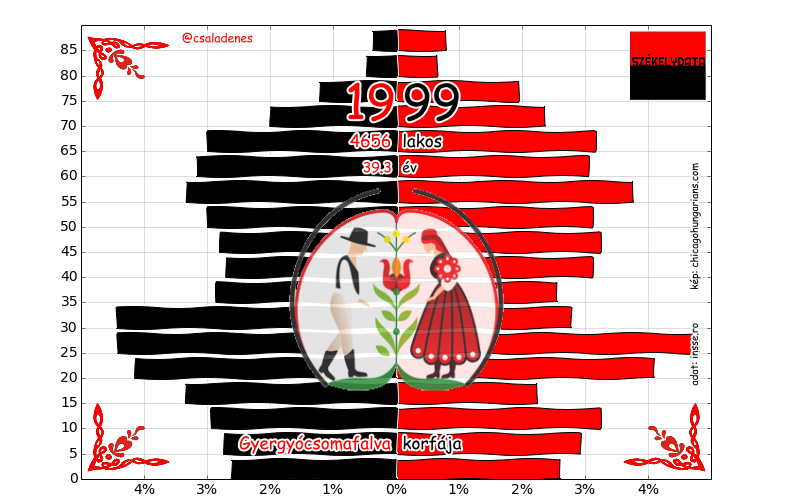 @csaladenes
SZÉKELYDATA
1999
4656 lakos
39.3 év
kép: chicagohungarians.com
adat: insse.ro
Gyergyócsomafalva korfája
85
80
75
70
65
60
55
50
45
40
35
30
25
20
15
10
5
0
4% 3% 2% 1% 0% 1% 2% 3% 4%